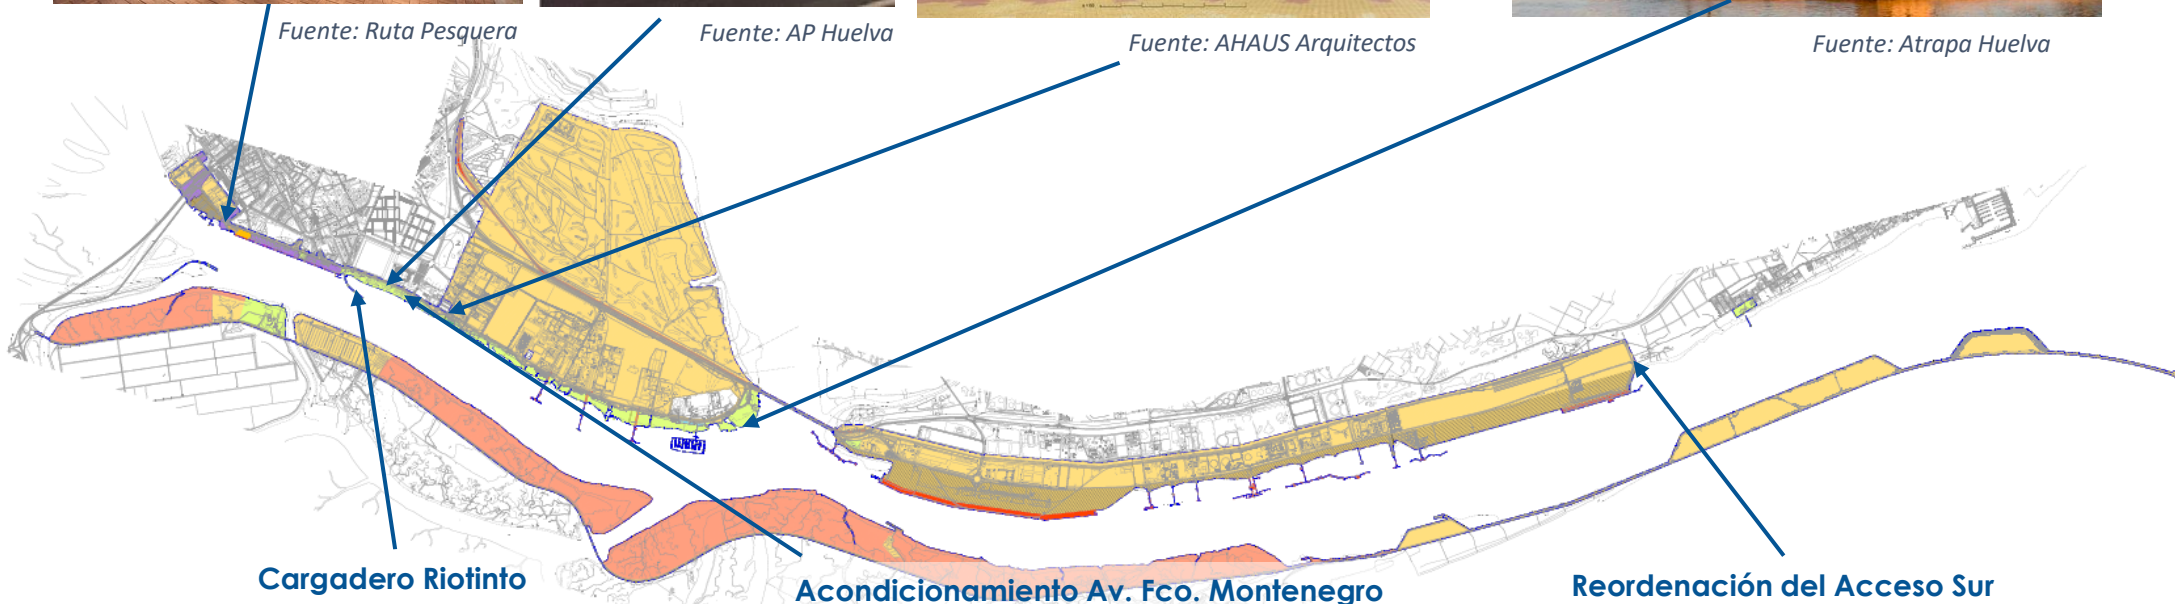 Fuente: Ruta Pesquera
Fuente: AP Huelva
Fuente: AHAUS Arquitectos
Fuente: Atrapa Huelva
Cargadero Riotinto
Acondicionamiento Av. Fco. Montenegro
Reordenación del Acceso Sur